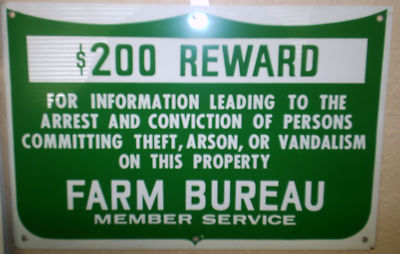 $200 REWARD
FOR INFORMATION LEADING TO THE
ARREST AND CONVICTION OF PERSONS
COMMITTING THEFT, ARSON, OR VANDALISM
ON THIS PROPERTY
FARM BUREAU
MEMBER SERVICE